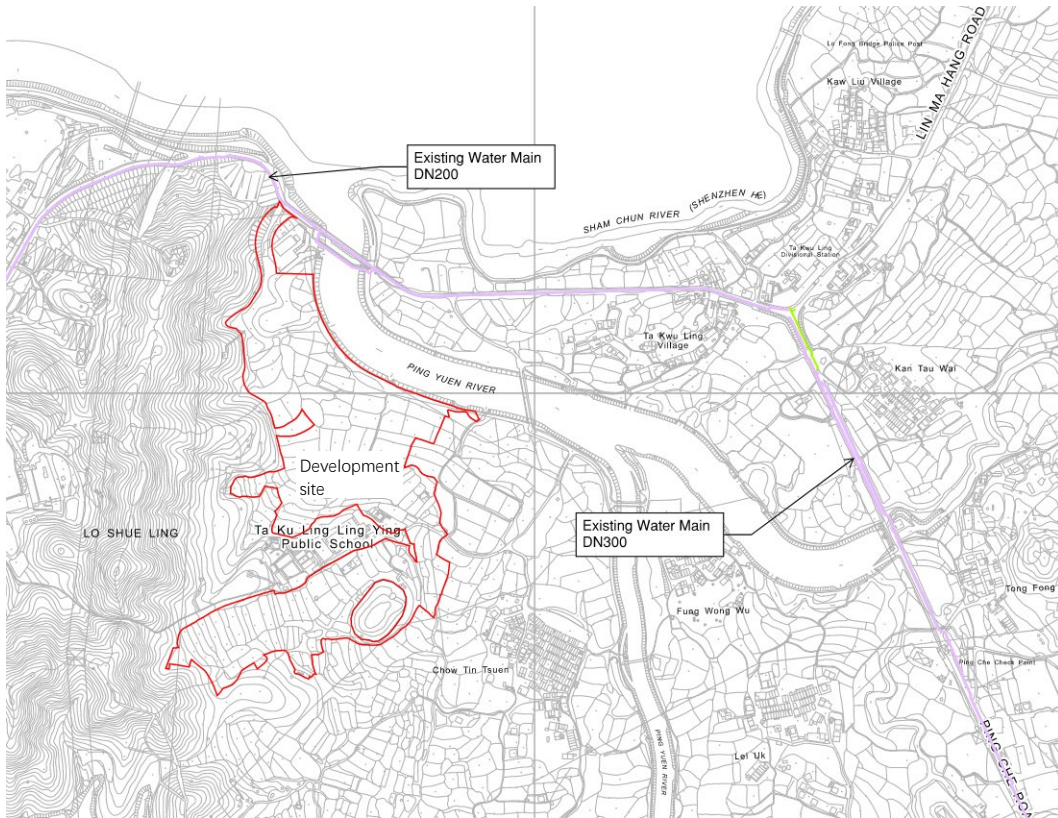 Lo Fong Bridge Police Post
Kaw Liu Village
LIN MA HANG ROAD
Existing Water Main
DN200
SHAM CHUN RIVER (SHENZHEN HE)
Ta Kwu Ling
Divisional Station
Ta Kwu Ling
Village
Kan Tau Wai
PING YUEN RIVER
Development
site
LO SHUE LING
Ta Ku Ling Ling Ying
Public School
Existing Water Main
DN300
Fung Wong Wu
Tong Fong
Chow Tin Tsuen
Ping Che Check Point
Lei Uk
PING YUEN RIVER
PING CHE ROA